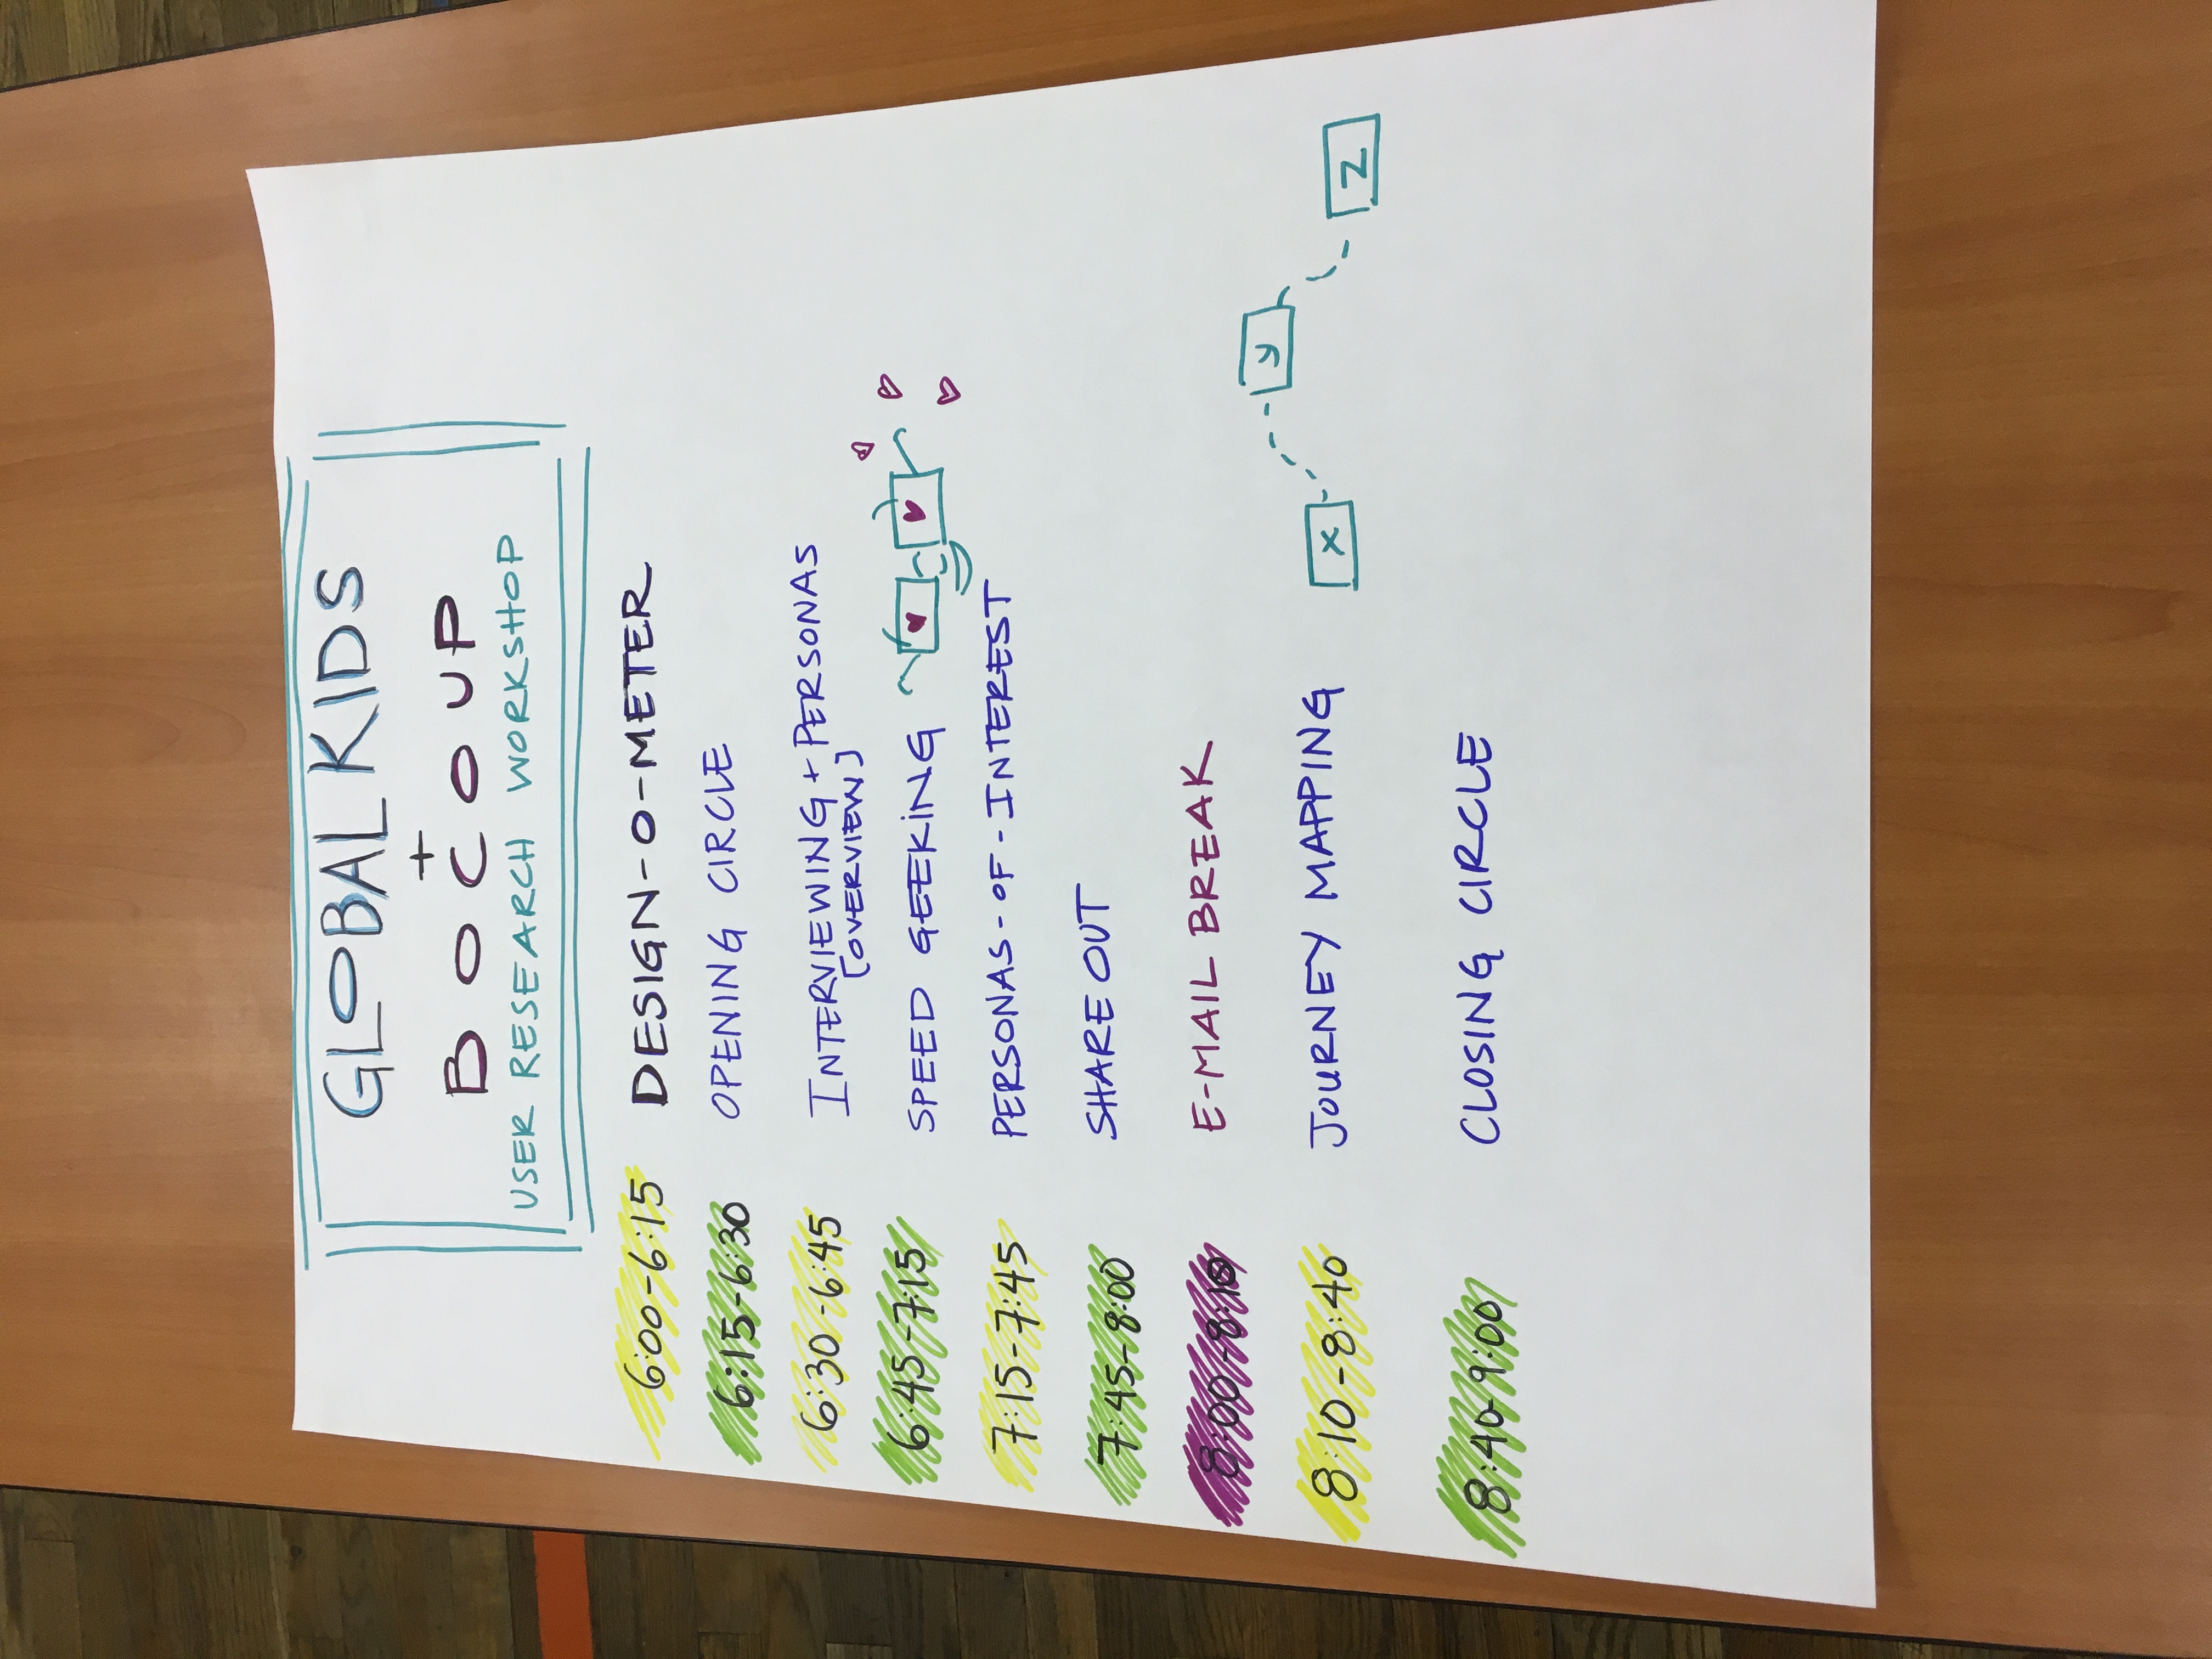 GLOBAL KIDS
+
BOCOUP
USER RESEARCH WORKSHOP
6:00-6:15 DESIGN-O-METER
6:15-6:30 OPENING CIRCLE
6:30-6:45 INTERVIEWING + PERSONAS
[OVERVIEW]
6:45-7:15 SPEED GEEKING
7:15-7:45 PERSONAS-OF-INTEREST
7:45-8:00 SHARE OUT
8:00-8:10 E-MAIL BREAK
8:10-8:40 JOURNEY MAPPING X Y Z
8:40-9:00 CLOSING CIRCLE